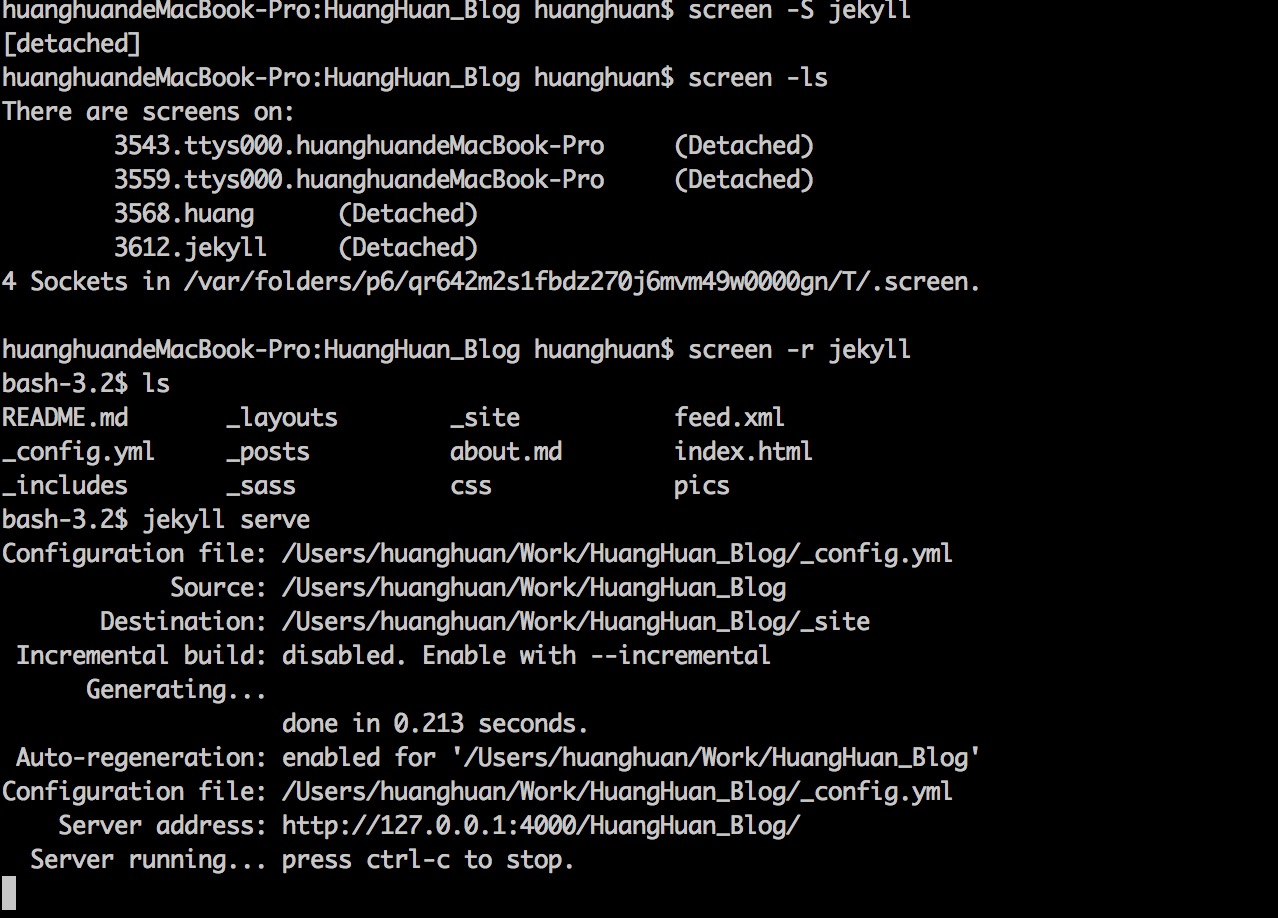 huanghuandeMacBook-Pro:HuangHuan_Blog huanghuan$ screen -S jekyll
[detached]
huanghuandeMacBook-Pro:HuangHuan_Blog huanghuan$ screen -ls
There are screens on:
        3543.ttys000.huanghuandeMacBook-Pro     (Detached)
        3559.ttys000.huanghuandeMacBook-Pro     (Detached)
        3568.huang      (Detached)
        3612.jekyll     (Detached)
4 Sockets in /var/folders/p6/qr642m2s1fbdz270j6mvm49w0000gn/T/.screen.
huanghuandeMacBook-Pro:HuangHuan_Blog huanghuan$ screen -r jekyll
bash-3.2$ ls
README.md       _layouts        _site           feed.xml
_config.yml     _posts          about.md        index.html
_includes       _sass           css             pics
bash-3.2$ jekyll serve
Configuration file: /Users/huanghuan/Work/HuangHuan_Blog/_config.yml
            Source: /Users/huanghuan/Work/HuangHuan_Blog
       Destination: /Users/huanghuan/Work/HuangHuan_Blog/_site
 Incremental build: disabled. Enable with --incremental
      Generating...
                    done in 0.213 seconds.
 Auto-regeneration: enabled for '/Users/huanghuan/Work/HuangHuan_Blog'
Configuration file: /Users/huanghuan/Work/HuangHuan_Blog/_config.yml
    Server address: http://127.0.0.1:4000/HuangHuan_Blog/
  Server running... press ctrl-c to stop.